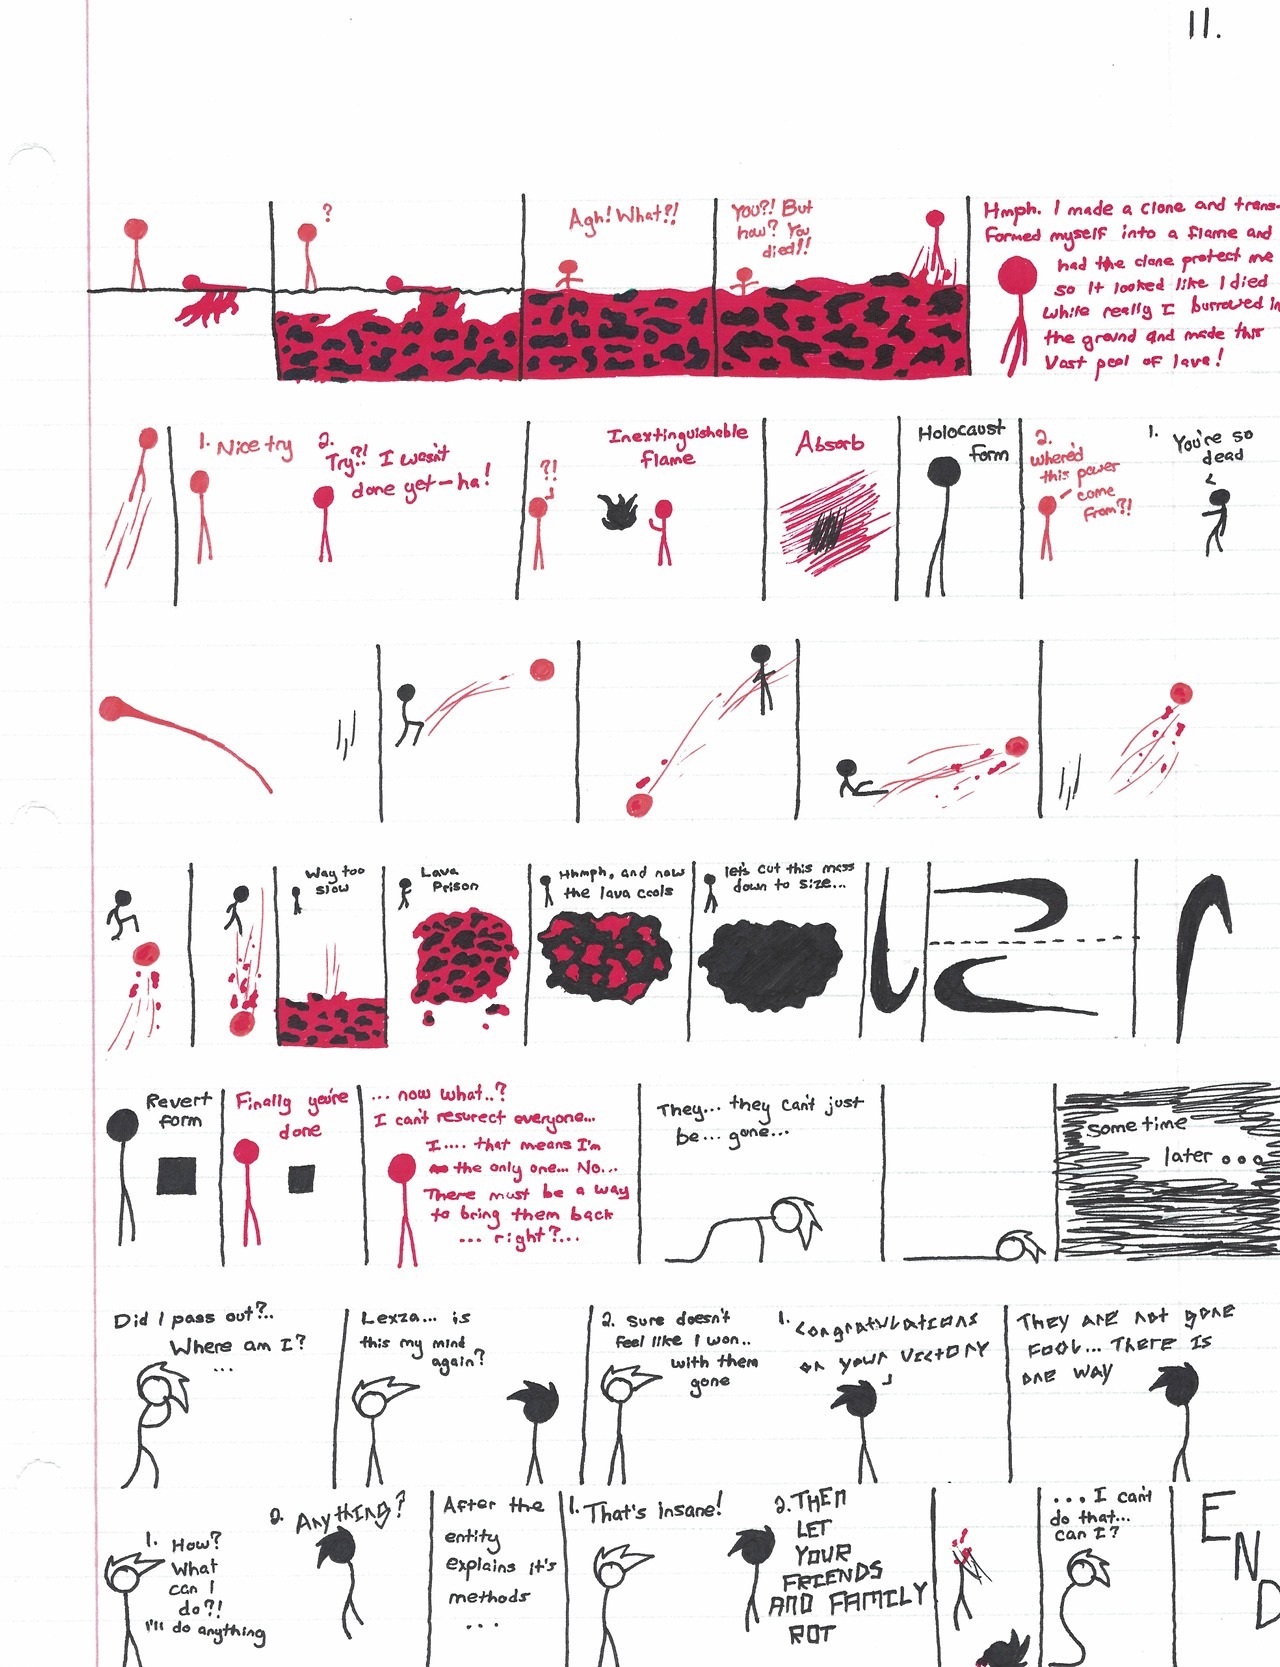 11.
?
Agh! What?!
You?! But
how? You
died!!
Hmph. I made a clone and trans-
formed myself into a flame and
had the clone protect me
so it looked like I died
while really I burrowed in
the ground and made this
Vast pool of lava!
1. Nice try
2.
Try?! I wasn't
done yet-ha!
?!
Inextinguishable
flame
Absorb
Holocaust
form
2.
Where'd
this power
come
from?!
1. You're so
dead
Way too
slow
Lava
Prison
Hhmph, and now
the lava cools
let's cut this mass
down to size...
Revert
form
Finally you're
done
... now what..?
I can't resurect everyone...
I.... that means I'm
the only one... No...
There must be a way
to bring them back
... right?...
They... they can't just
be... gone...
Some time
later ...
Did I pass out?..
Where am I?
...
Lexza... is
this my mind
again?
2. Sure doesn't
feel like I won..
with them
gone
1. Congratulations
on your victory
They are not gone
fool... There is
one way
1. How?
What
can I
do?!
I'll do anything
2. Anything?
After the
entity
explains it's
methods
...
1. That's insane!
2. THEN
LET
YOUR
FRIENDS
AND FAMILY
ROT
... I can't
do that...
can I?
END